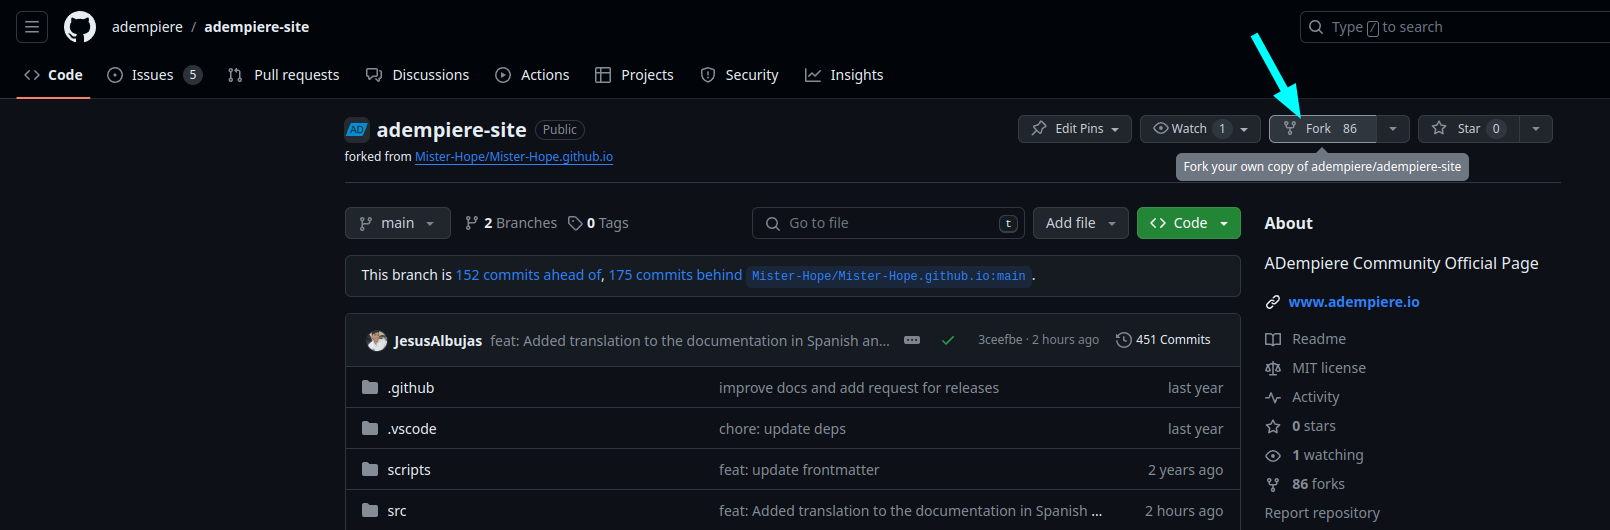 adempiere / adempiere-site
Type / to search
Code
Issues 5
Pull requests
Discussions
Actions
Projects
Security
Insights
AD
adempiere-site Public
Edit Pins
Watch 1
Fork 86
Star 0
forked from Mister-Hope/Mister-Hope.github.io
Fork your own copy of adempiere/adempiere-site
main
2 Branches
0 Tags
Go to file t
Add file
Code
About
This branch is 152 commits ahead of, 175 commits behind Mister-Hope/Mister-Hope.github.io:main.
ADempiere Community Official Page
www.adempiere.io
JesusAlbujas feat: Added translation to the documentation in Spanish an... 3ceefbe · 2 hours ago 451 Commits
.github improve docs and add request for releases last year
.vscode chore: update deps last year
scripts feat: update frontmatter 2 years ago
src feat: Added translation to the documentation in Spanish ... 2 hours ago
Readme
MIT license
Activity
0 stars
1 watching
86 forks
Report repository